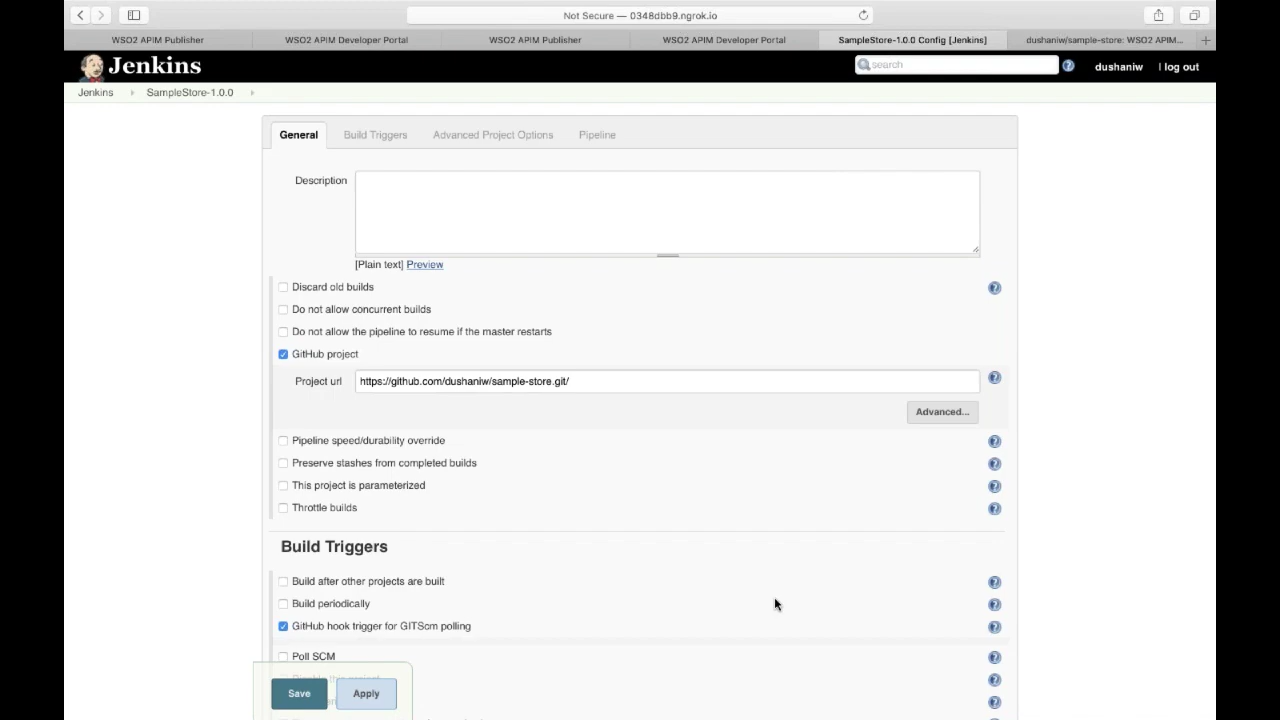 Not Secure — 0348dbb9.ngrok.io
WSO2 APIM Publisher
WSO2 APIM Developer Portal
WSO2 APIM Publisher
WSO2 APIM Developer Portal
SampleStore-1.0.0 Config [Jenkins]
dushaniw/sample-store: WSO2 APIM...
Jenkins
search
dushaniw
| log out
Jenkins
SampleStore-1.0.0
General
Build Triggers
Advanced Project Options
Pipeline
Description
[Plain text] Preview
Discard old builds
Do not allow concurrent builds
Do not allow the pipeline to resume if the master restarts
GitHub project
Project url
https://github.com/dushaniw/sample-store.git/
Advanced...
Pipeline speed/durability override
Preserve stashes from completed builds
This project is parameterized
Throttle builds
Build Triggers
Build after other projects are built
Build periodically
GitHub hook trigger for GITScm polling
Poll SCM
Save
Apply